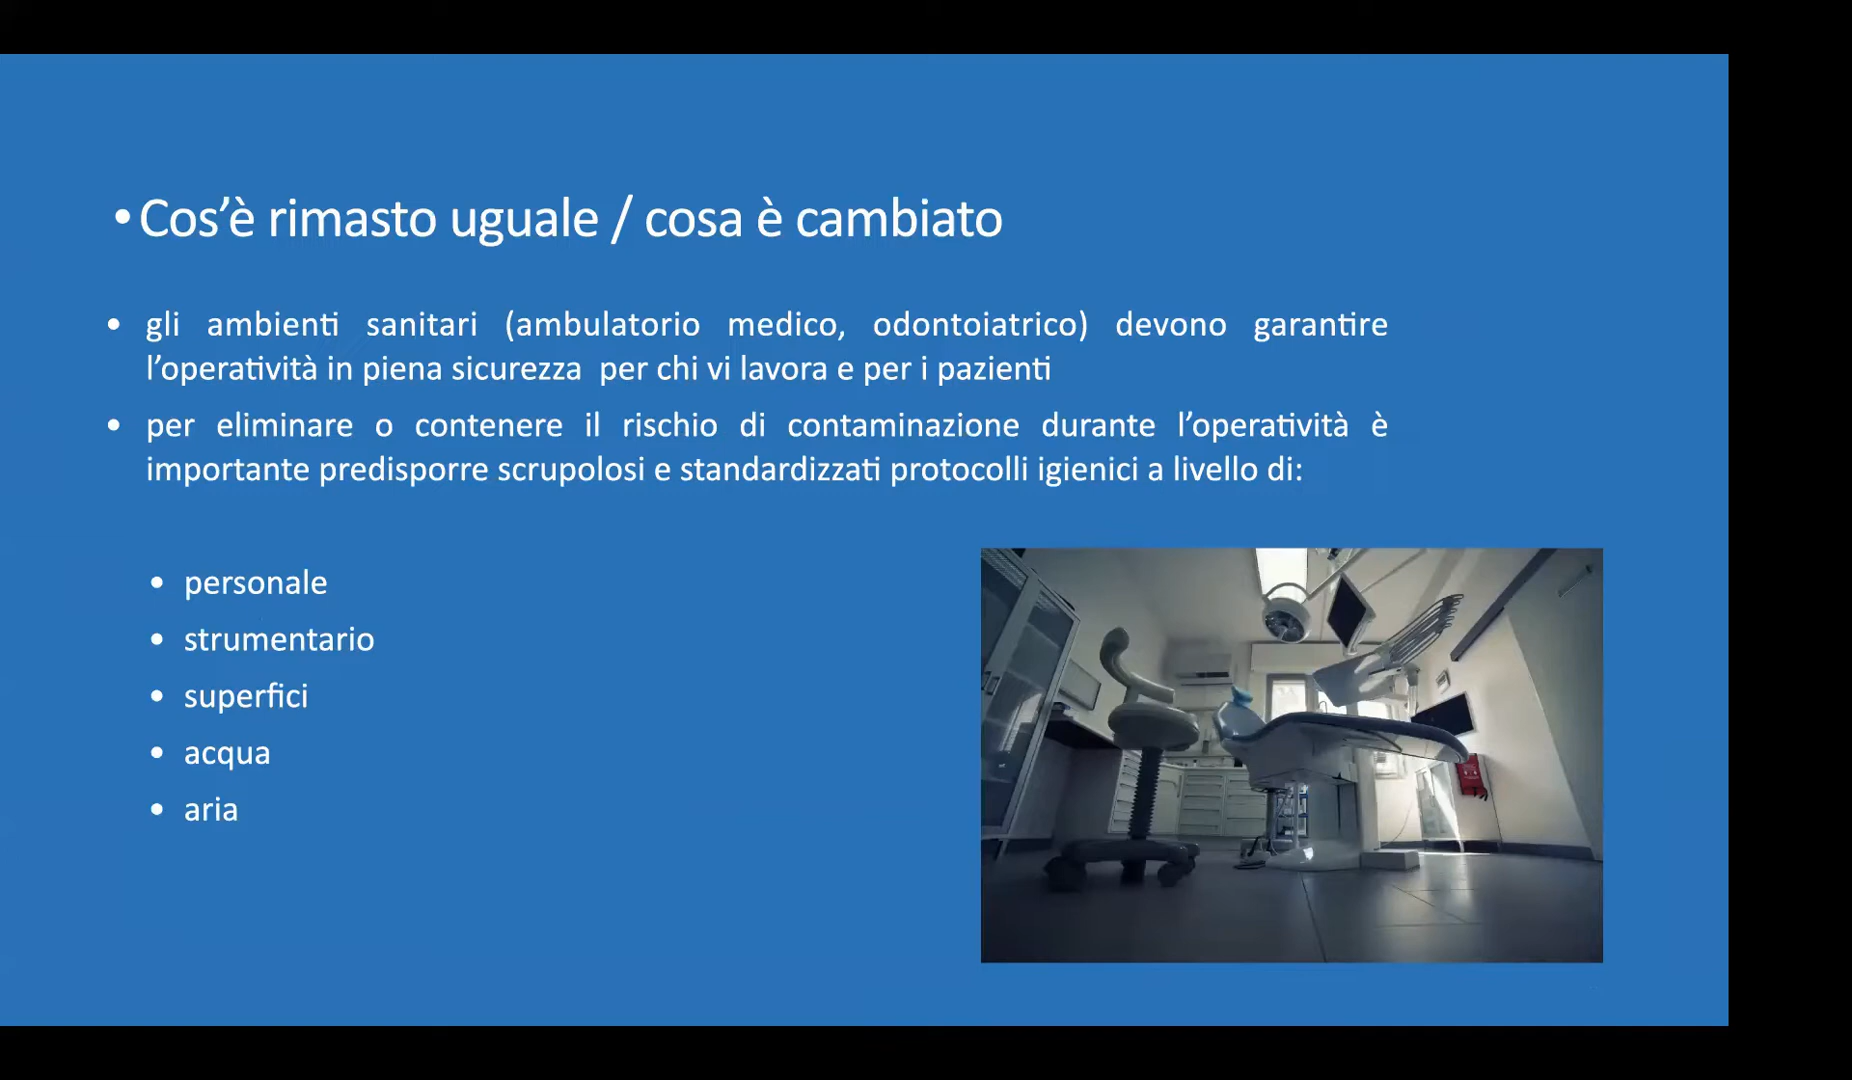 •Cos’è rimasto uguale / cosa è cambiato
• gli ambienti sanitari (ambulatorio medico, odontoiatrico) devono garantire
l’operatività in piena sicurezza per chi vi lavora e per i pazienti
• per eliminare o contenere il rischio di contaminazione durante l’operatività è
importante predisporre scrupolosi e standardizzati protocolli igienici a livello di:
• personale
• strumentario
• superfici
• acqua
• aria